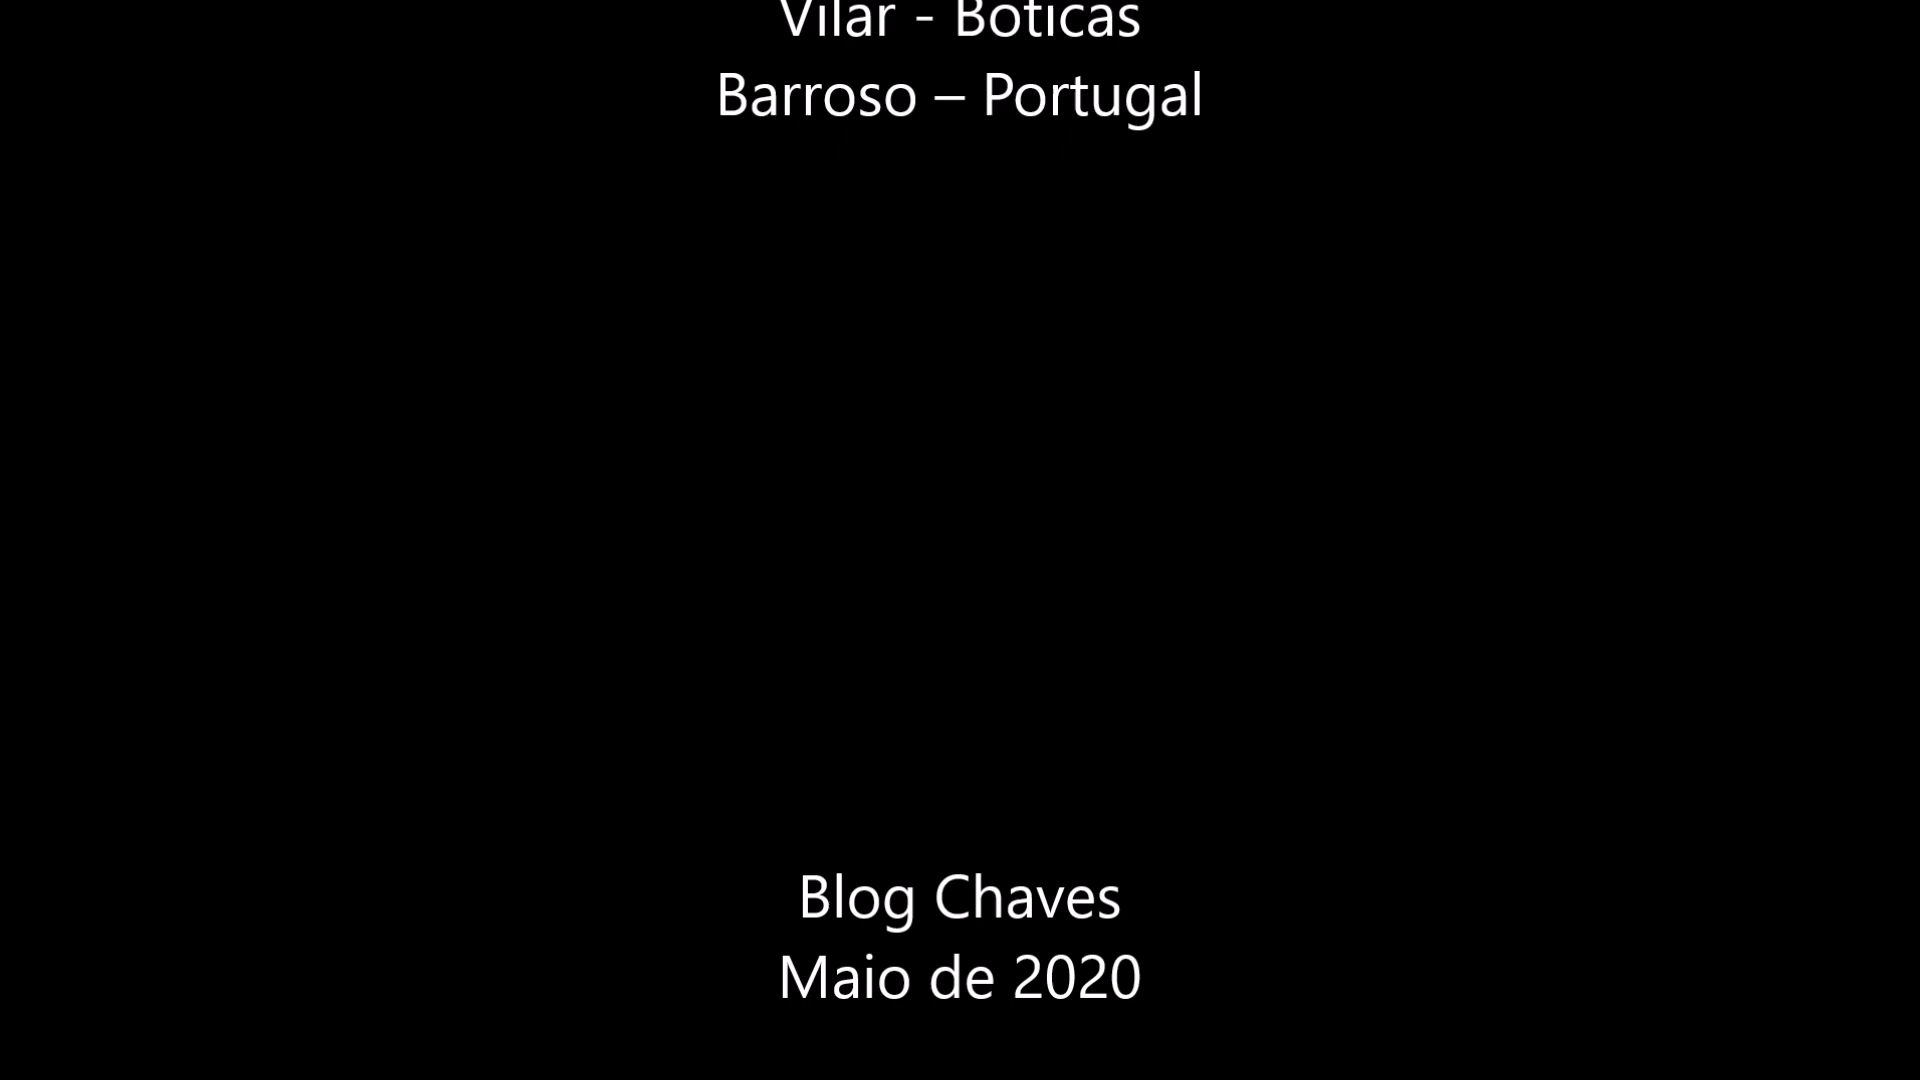 Vilar - Boticas
Barroso – Portugal
Blog Chaves
Maio de 2020